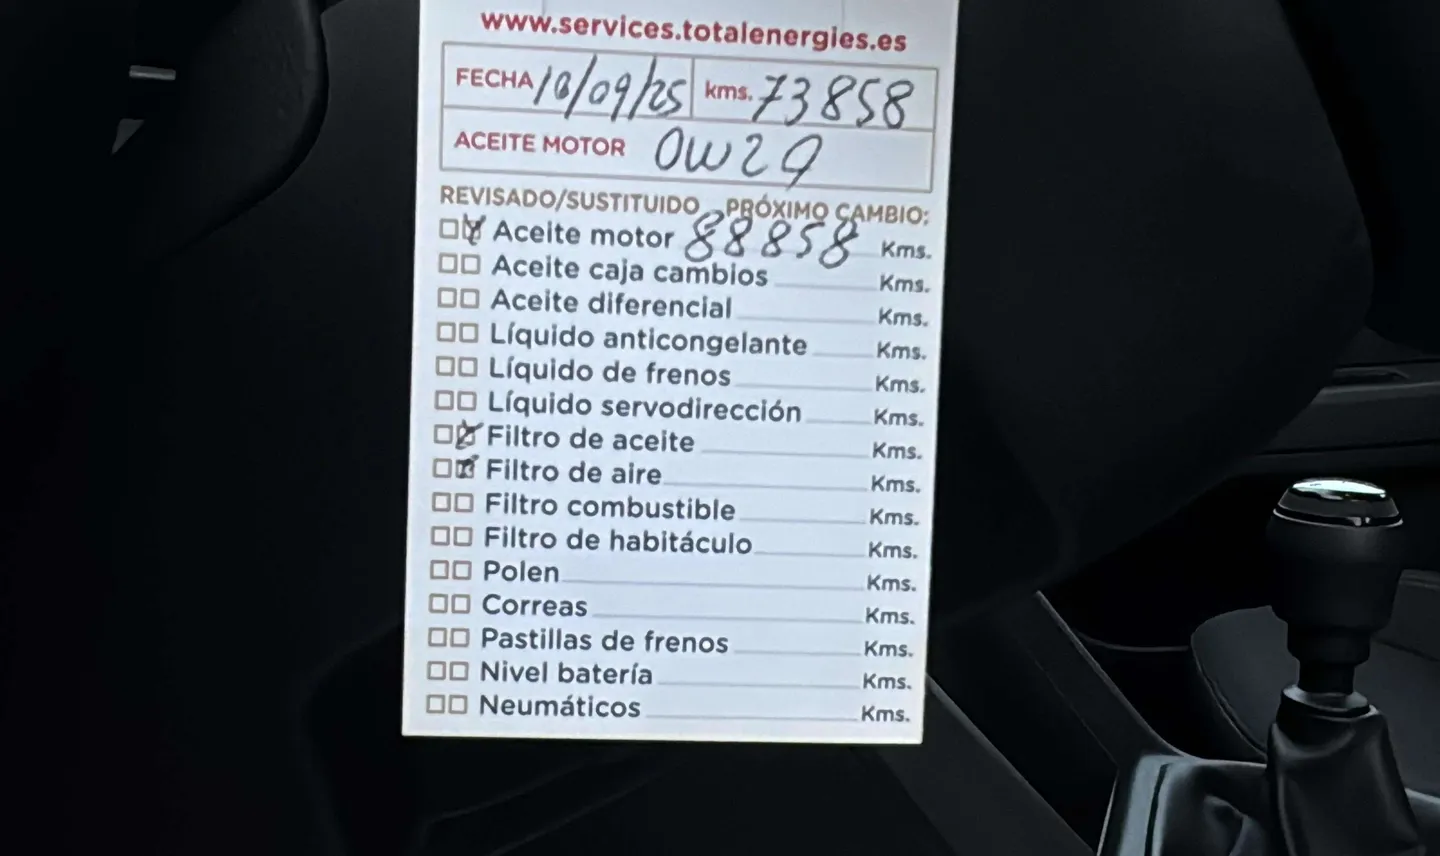 www.services.totalenergies.es
FECHA 18/09/25 kms. 73858
ACEITE MOTOR 0W20
REVISADO/SUSTITUIDO PRÓXIMO CAMBIO:
Aceite motor 88858 Kms.
Aceite caja cambios Kms.
Aceite diferencial Kms.
Líquido anticongelante Kms.
Líquido de frenos Kms.
Líquido servodirección Kms.
Filtro de aceite Kms.
Filtro de aire Kms.
Filtro combustible Kms.
Filtro de habitáculo Kms.
Polen Kms.
Correas Kms.
Pastillas de frenos Kms.
Nivel batería Kms.
Neumáticos Kms.